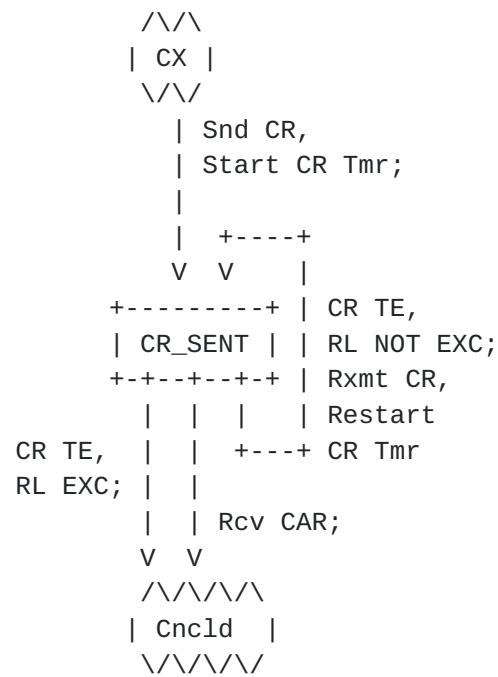 /\/\
| CX |
\/\/
| Snd CR,
| Start CR Tmr;
|
| +----+
V V |
+---------+ | CR TE,
| CR_SENT | | RL NOT EXC;
+-+--+--+-+ | Rxmt CR,
| | | | Restart
CR TE, | | +---+ CR Tmr
RL EXC; | |
| | Rcv CAR;
V V
/\/\/\/\
| Cncld |
\/\/\/\/